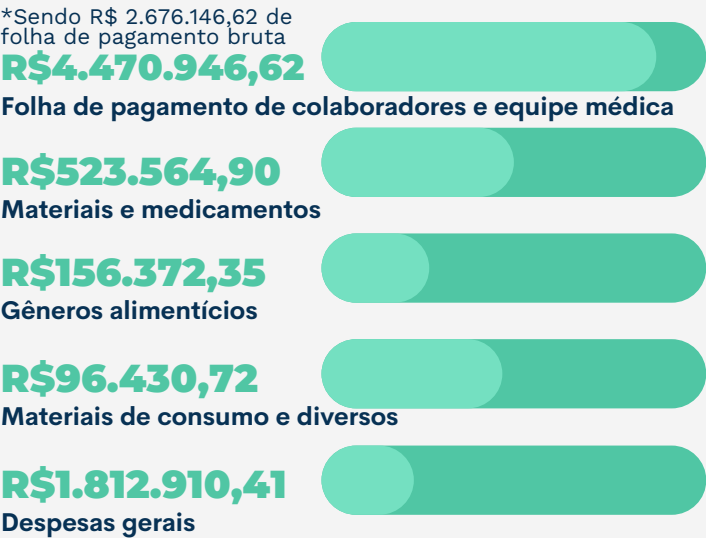 *Sendo R$ 2.676.146,62 de
folha de pagamento bruta
R$4.470.946,62
Folha de pagamento de colaboradores e equipe médica
R$523.564,90
Materiais e medicamentos
R$156.372,35
Gêneros alimentícios
R$96.430,72
Materiais de consumo e diversos
R$1.812.910,41
Despesas gerais